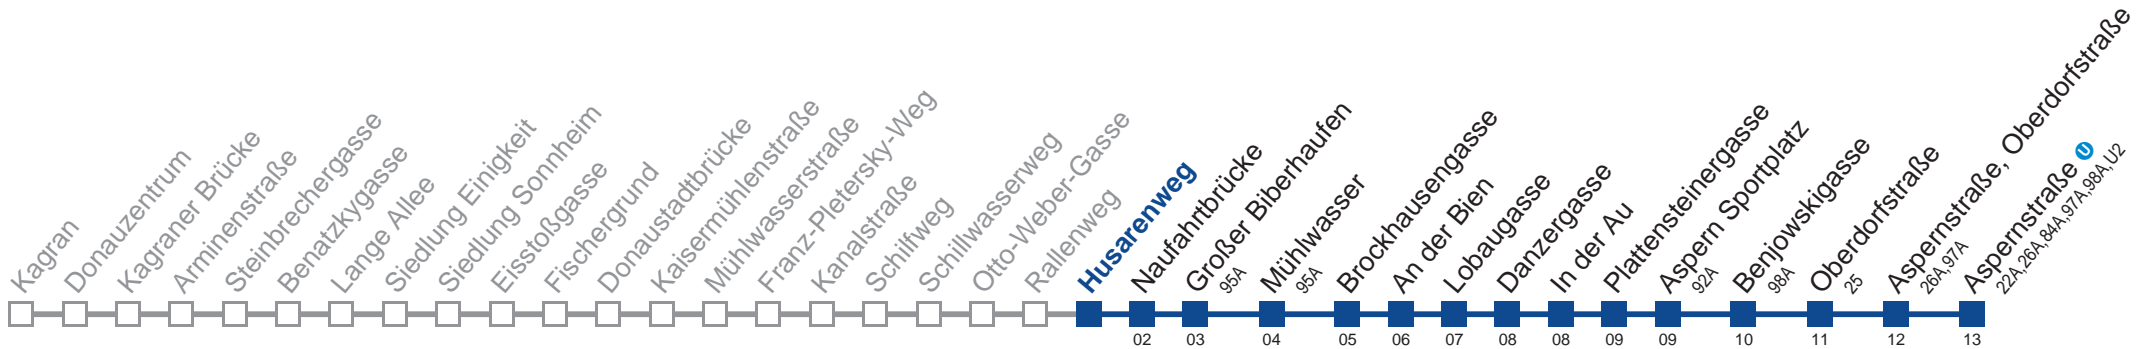 Kagran
Donauzentrum
Kagraner Brücke
Arminenstraße
Steinbrechergasse
Benatzkygasse
Lange Allee
Siedlung Einigkeit
Siedlung Sonnheim
Eisstoßgasse
Fischergrund
Donaustadtbrücke
Kaisermühlenstraße
Mühlwasserstraße
Franz-Pletersky-Weg
Kanalstraße
Schilfweg
Schillwasserweg
Otto-Weber-Gasse
Rallenweg
Husarenweg
Naufahrtbrücke
02
Großer Biberhaufen
95A
03
Mühlwasser
95A
04
Brockhausengasse
05
An der Bien
06
Lobaugasse
07
Danzergasse
08
In der Au
08
Plattensteinergasse
09
Aspern Sportplatz
92A
09
Benjowskigasse
98A
10
Oberdorfstraße
25
11
Aspernstraße, Oberdorfstraße
26A,97A
12
Aspernstraße U
22A,26A,84A,97A,98A,U2
13